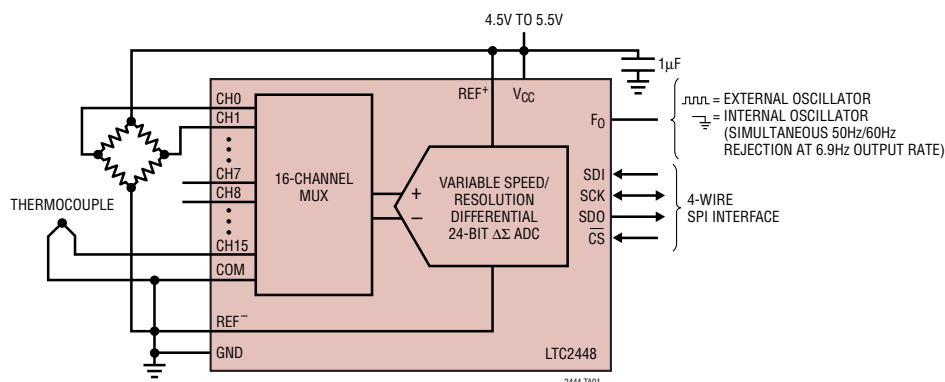 4.5V TO 5.5V
1µF
REF+
VCC
FO
= EXTERNAL OSCILLATOR
= INTERNAL OSCILLATOR
(SIMULTANEOUS 50Hz/60Hz
REJECTION AT 6.9Hz OUTPUT RATE)
CH0
CH1
CH7
CH8
CH15
COM
REF−
GND
16-CHANNEL
MUX
+
−
VARIABLE SPEED/
RESOLUTION
DIFFERENTIAL
24-BIT ΔΣ ADC
SDI
SCK
SDO
CS
4-WIRE
SPI INTERFACE
THERMOCOUPLE
LTC2448
2444 TA01